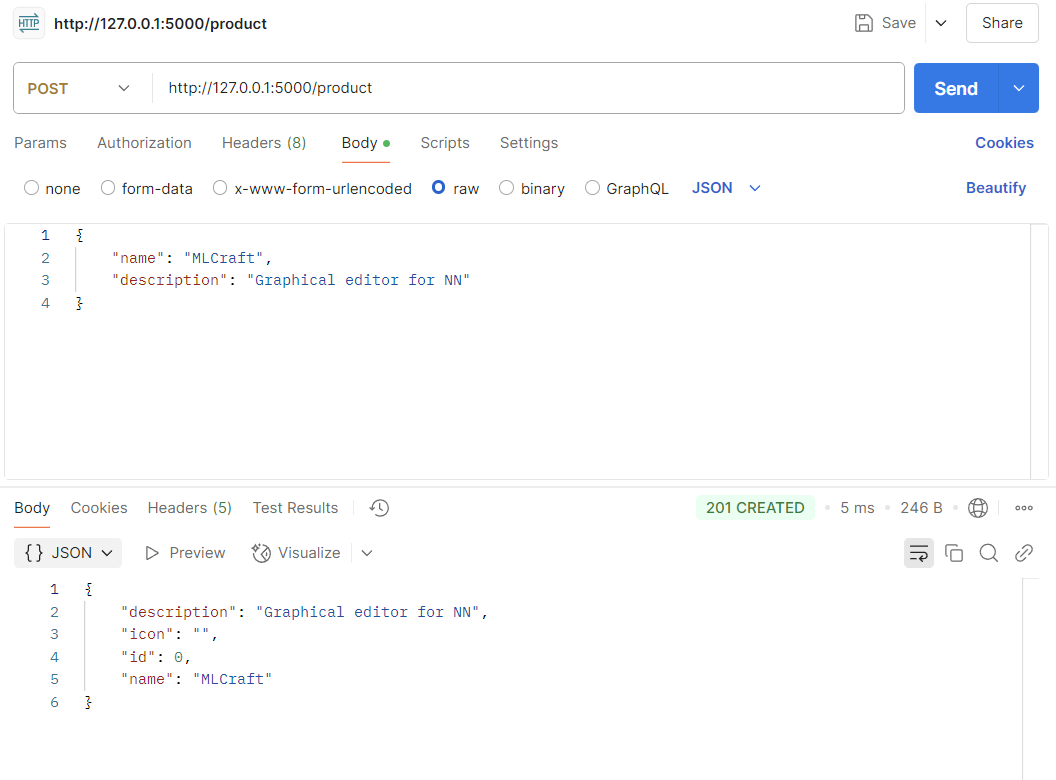 HTTP http://127.0.0.1:5000/product Save Share
POST http://127.0.0.1:5000/product Send
Params Authorization Headers (8) Body Scripts Settings Cookies
none form-data x-www-form-urlencoded raw binary GraphQL JSON Beautify
1 {
2 "name": "MLCraft",
3 "description": "Graphical editor for NN"
4 }
Body Cookies Headers (5) Test Results 201 CREATED • 5 ms • 246 B •
{ } JSON Preview Visualize
1 {
2 "description": "Graphical editor for NN",
3 "icon": "",
4 "id": 0,
5 "name": "MLCraft"
6 }